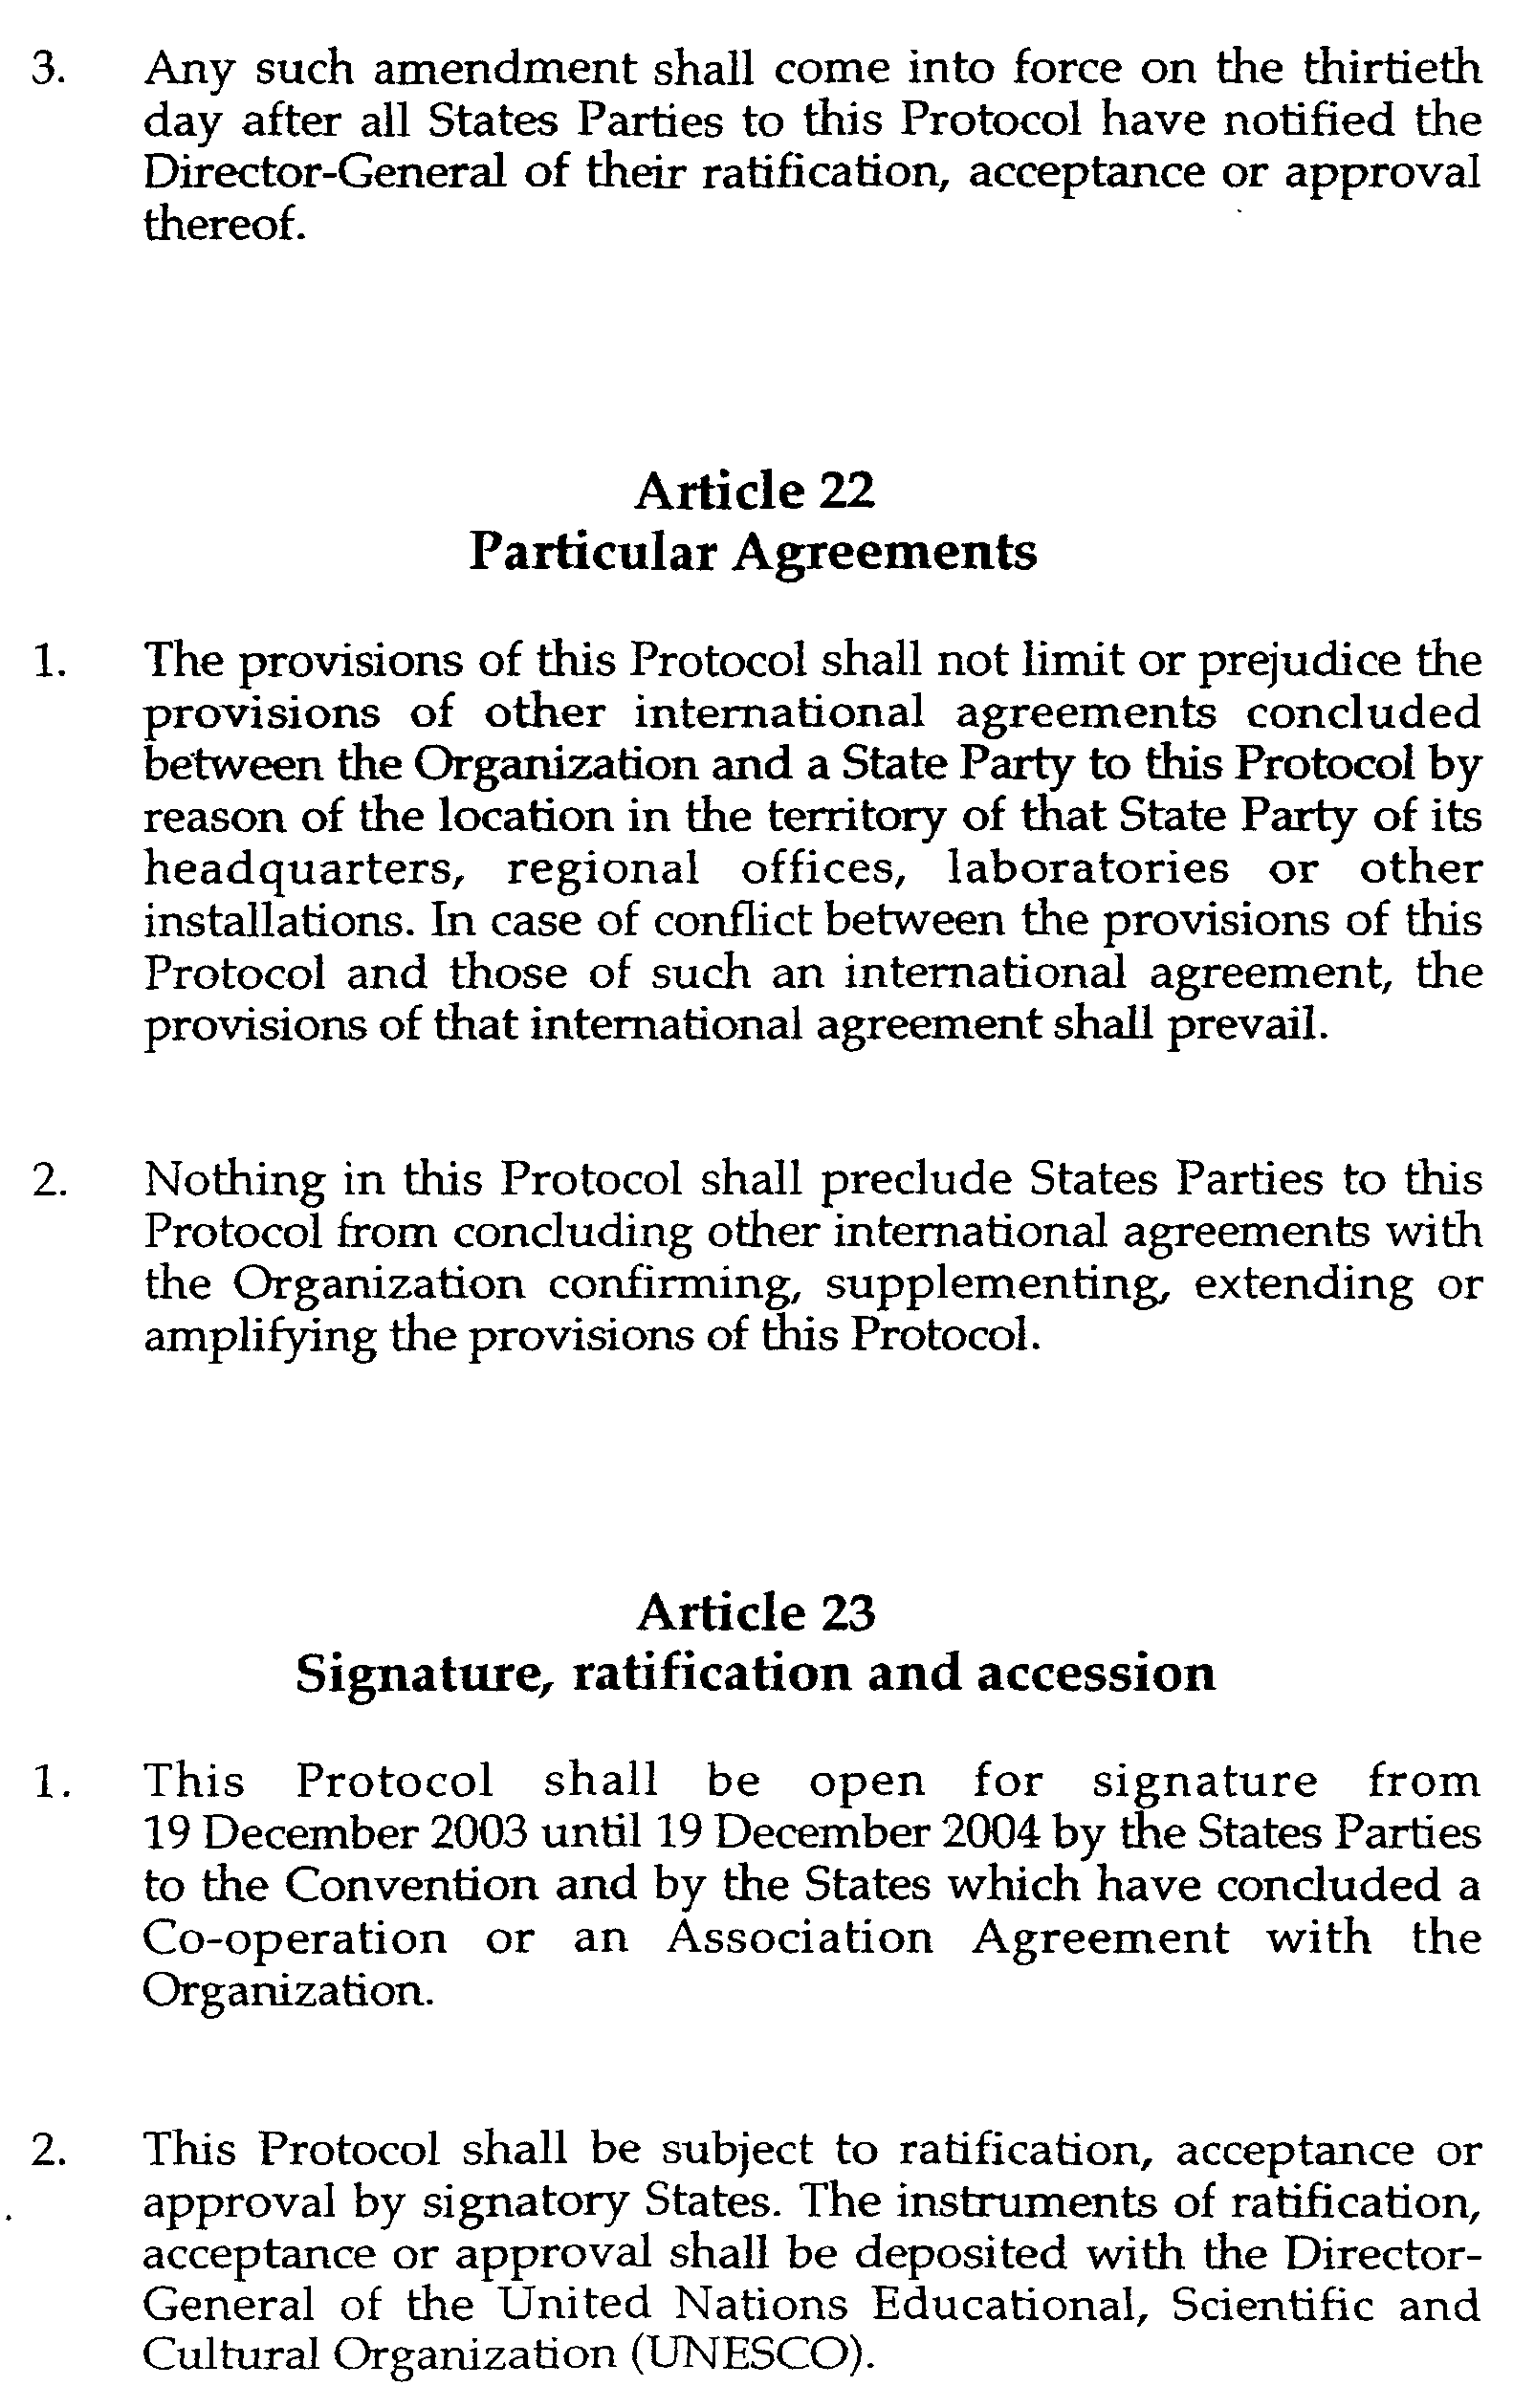 3. Any such amendment shall come into force on the thirtieth
day after all States Parties to this Protocol have notified the
Director-General of their ratification, acceptance or approval
thereof.
Article 22
Particular Agreements
1. The provisions of this Protocol shall not limit or prejudice the
provisions of other international agreements concluded
between the Organization and a State Party to this Protocol by
reason of the location in the territory of that State Party of its
headquarters, regional offices, laboratories or other
installations. In case of conflict between the provisions of this
Protocol and those of such an international agreement, the
provisions of that international agreement shall prevail.
2. Nothing in this Protocol shall preclude States Parties to this
Protocol from concluding other international agreements with
the Organization confirming, supplementing, extending or
amplifying the provisions of this Protocol.
Article 23
Signature, ratification and accession
1. This Protocol shall be open for signature from
19 December 2003 until 19 December 2004 by the States Parties
to the Convention and by the States which have concluded a
Co-operation or an Association Agreement with the
Organization.
2. This Protocol shall be subject to ratification, acceptance or
approval by signatory States. The instruments of ratification,
acceptance or approval shall be deposited with the Director-
General of the United Nations Educational, Scientific and
Cultural Organization (UNESCO).